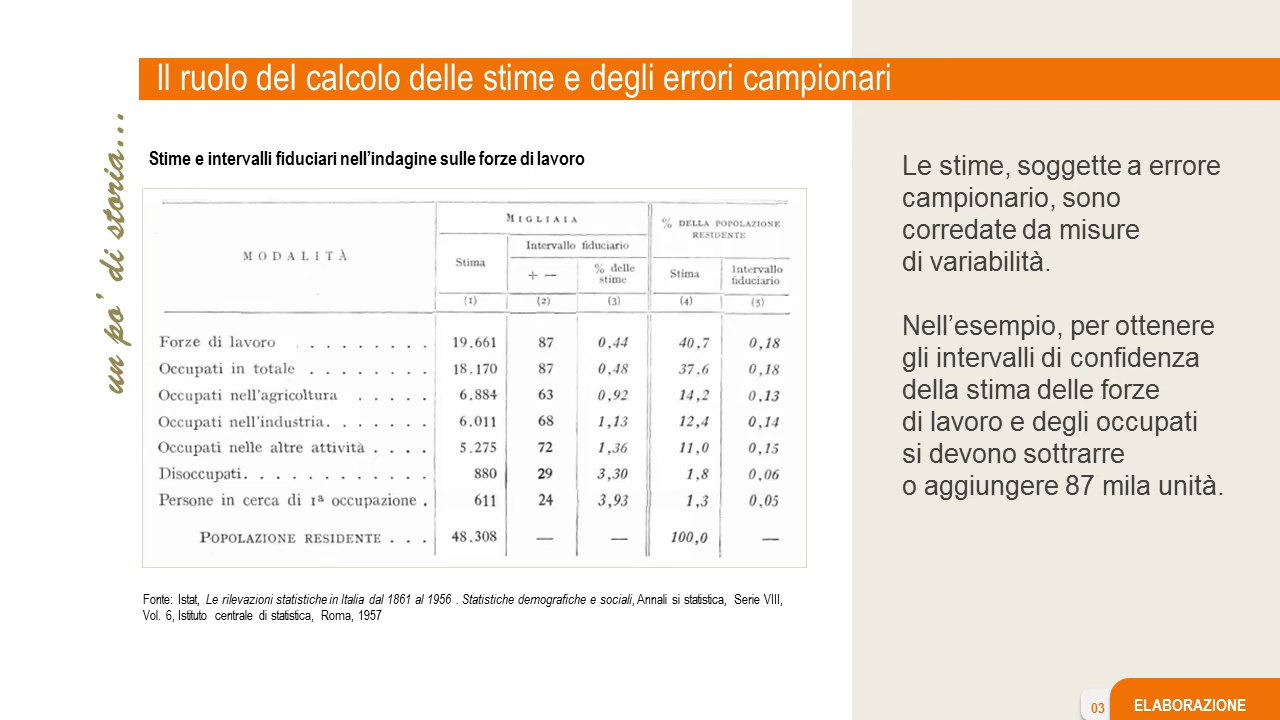 Il ruolo del calcolo delle stime e degli errori campionari
un po' di storia...
Stime e intervalli fiduciari nell'indagine sulle forze di lavoro
MODALITÀ
MIGLIAIA
% DELLA POPOLAZIONE
RESIDENTE
Stima
Intervallo fiduciario
+ —
% delle
stime
Stima
Intervallo
fiduciario
(1) (2) (3) (4) (5)
Forze di lavoro . . . . . . . . . 19.661 87 0,44 40,7 0,18
Occupati in totale . . . . . . . . 18.170 87 0,48 37,6 0,18
Occupati nell'agricoltura . . . . . 6.884 63 0,92 14,2 0,13
Occupati nell'industria. . . . . . . 6.011 68 1,13 12,4 0,14
Occupati nelle altre attività . . . . 5.275 72 1,36 11,0 0,15
Disoccupati. . . . . . . . . . . . 880 29 3,30 1,8 0,06
Persone in cerca di 1ª occupazione . 611 24 3,93 1,3 0,05
POPOLAZIONE RESIDENTE . . . 48.308 — — 100,0 —
Fonte: Istat, Le rilevazioni statistiche in Italia dal 1861 al 1956 . Statistiche demografiche e sociali, Annali si statistica, Serie VIII,
Vol. 6, Istituto centrale di statistica, Roma, 1957
Le stime, soggette a errore
campionario, sono
corredate da misure
di variabilità.
Nell'esempio, per ottenere
gli intervalli di confidenza
della stima delle forze
di lavoro e degli occupati
si devono sottrarre
o aggiungere 87 mila unità.
03
ELABORAZIONE